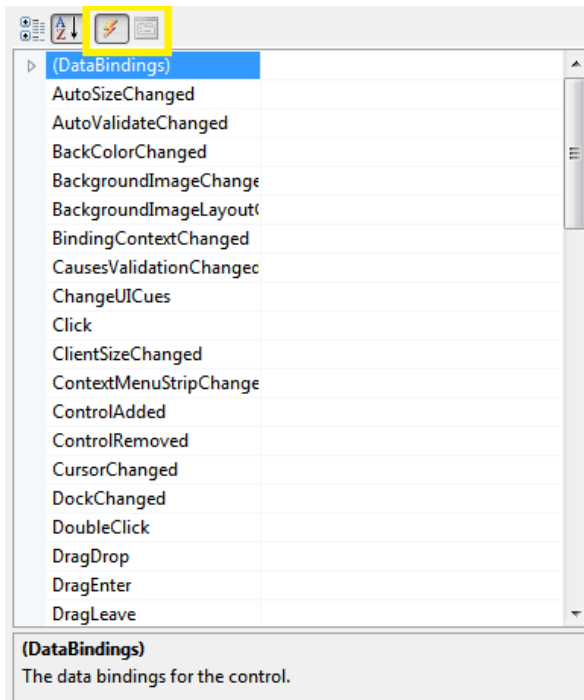 A
Z
(DataBindings)
AutoSizeChanged
AutoValidateChanged
BackColorChanged
BackgroundImageChange
BackgroundImageLayout
BindingContextChanged
CausesValidationChanged
ChangeUICues
Click
ClientSizeChanged
ContextMenuStripChange
ControlAdded
ControlRemoved
CursorChanged
DockChanged
DoubleClick
DragDrop
DragEnter
DragLeave
(DataBindings)
The data bindings for the control.